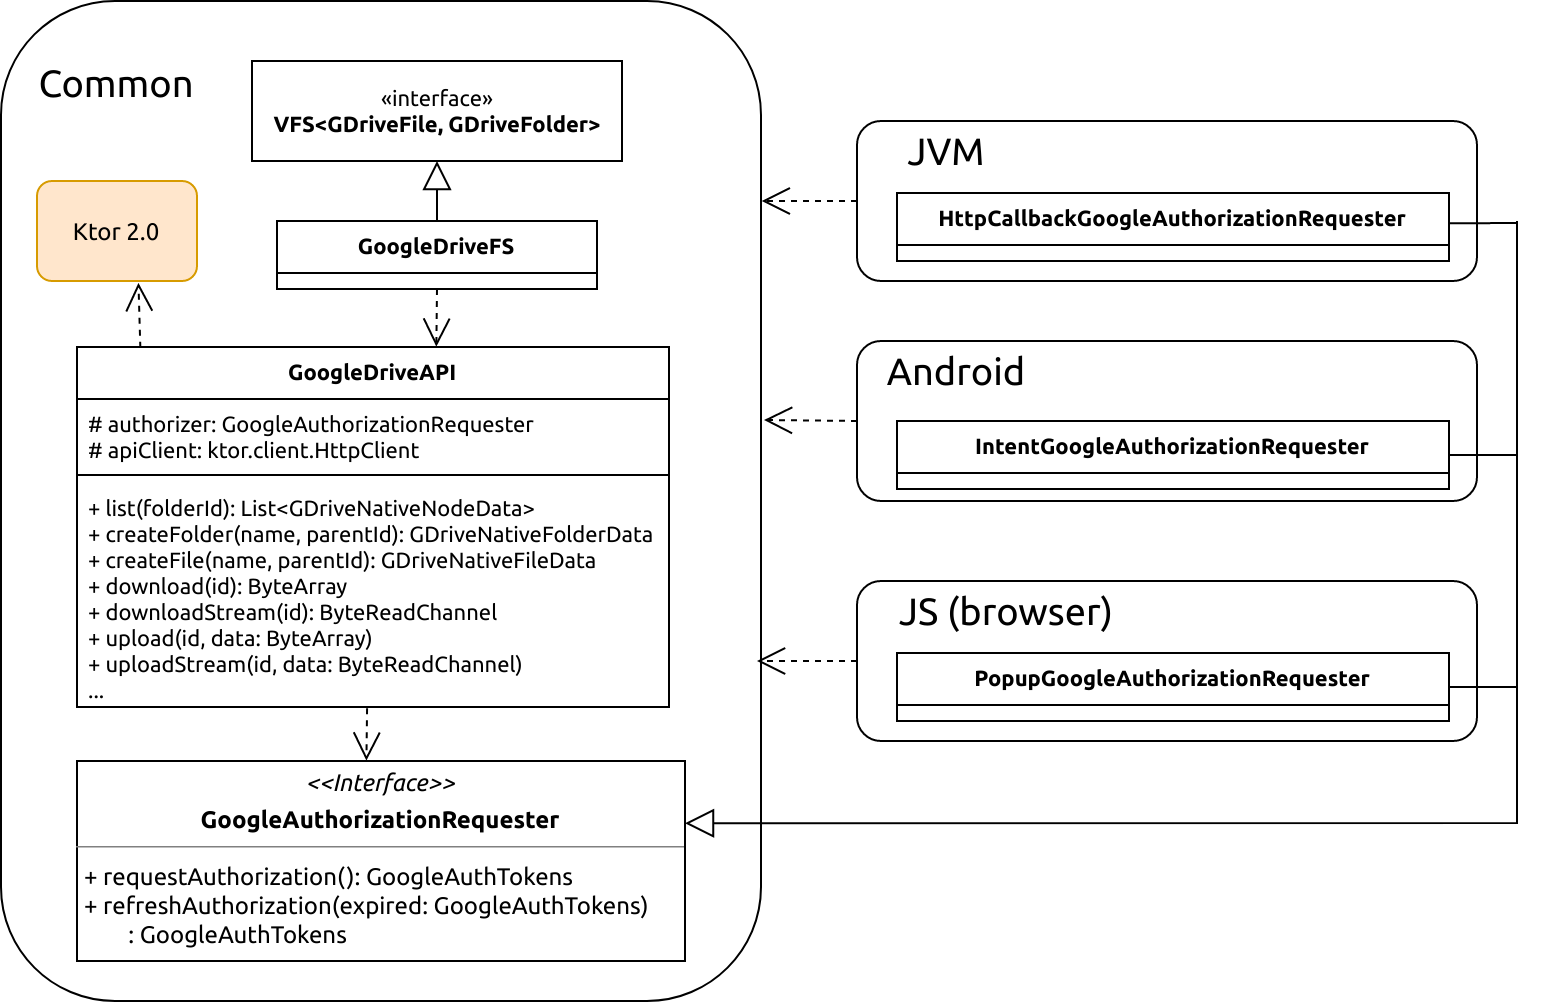 Common
«interface»
VFS<GDriveFile, GDriveFolder>
Ktor 2.0
GoogleDriveFS
GoogleDriveAPI
# authorizer: GoogleAuthorizationRequester
# apiClient: ktor.client.HttpClient
+ list(folderId): List<GDriveNativeNodeData>
+ createFolder(name, parentId): GDriveNativeFolderData
+ createFile(name, parentId): GDriveNativeFileData
+ download(id): ByteArray
+ downloadStream(id): ByteReadChannel
+ upload(id, data: ByteArray)
+ uploadStream(id, data: ByteReadChannel)
...
<<Interface>>
GoogleAuthorizationRequester
+ requestAuthorization(): GoogleAuthTokens
+ refreshAuthorization(expired: GoogleAuthTokens)
: GoogleAuthTokens
JVM
HttpCallbackGoogleAuthorizationRequester
Android
IntentGoogleAuthorizationRequester
JS (browser)
PopupGoogleAuthorizationRequester